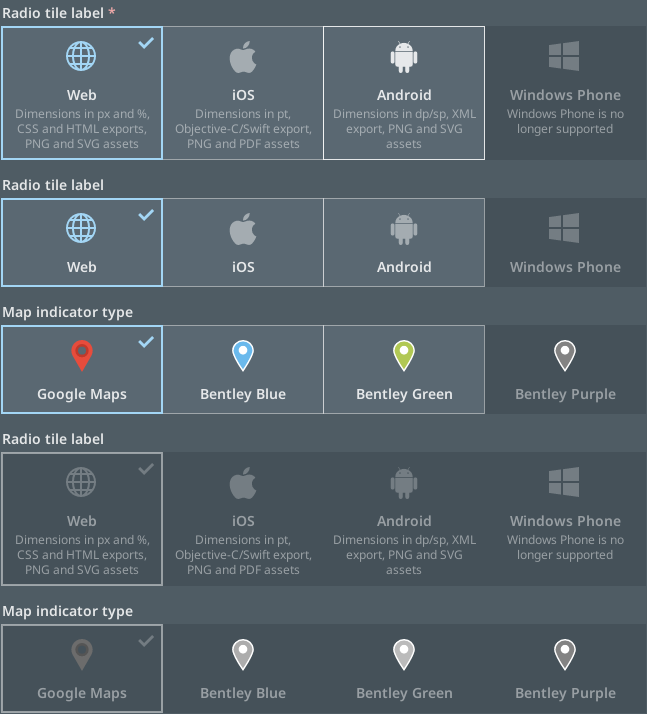 Radio tile label *
Web
Dimensions in px and %,
CSS and HTML exports,
PNG and SVG assets
iOS
Dimensions in pt,
Objective-C/Swift export,
PNG and PDF assets
Android
Dimensions in dp/sp, XML
export, PNG and SVG
assets
Windows Phone
Windows Phone is no
longer supported
Radio tile label
Web
iOS
Android
Windows Phone
Map indicator type
Google Maps
Bentley Blue
Bentley Green
Bentley Purple
Radio tile label
Web
Dimensions in px and %,
CSS and HTML exports,
PNG and SVG assets
iOS
Dimensions in pt,
Objective-C/Swift export,
PNG and PDF assets
Android
Dimensions in dp/sp, XML
export, PNG and SVG
assets
Windows Phone
Windows Phone is no
longer supported
Map indicator type
Google Maps
Bentley Blue
Bentley Green
Bentley Purple